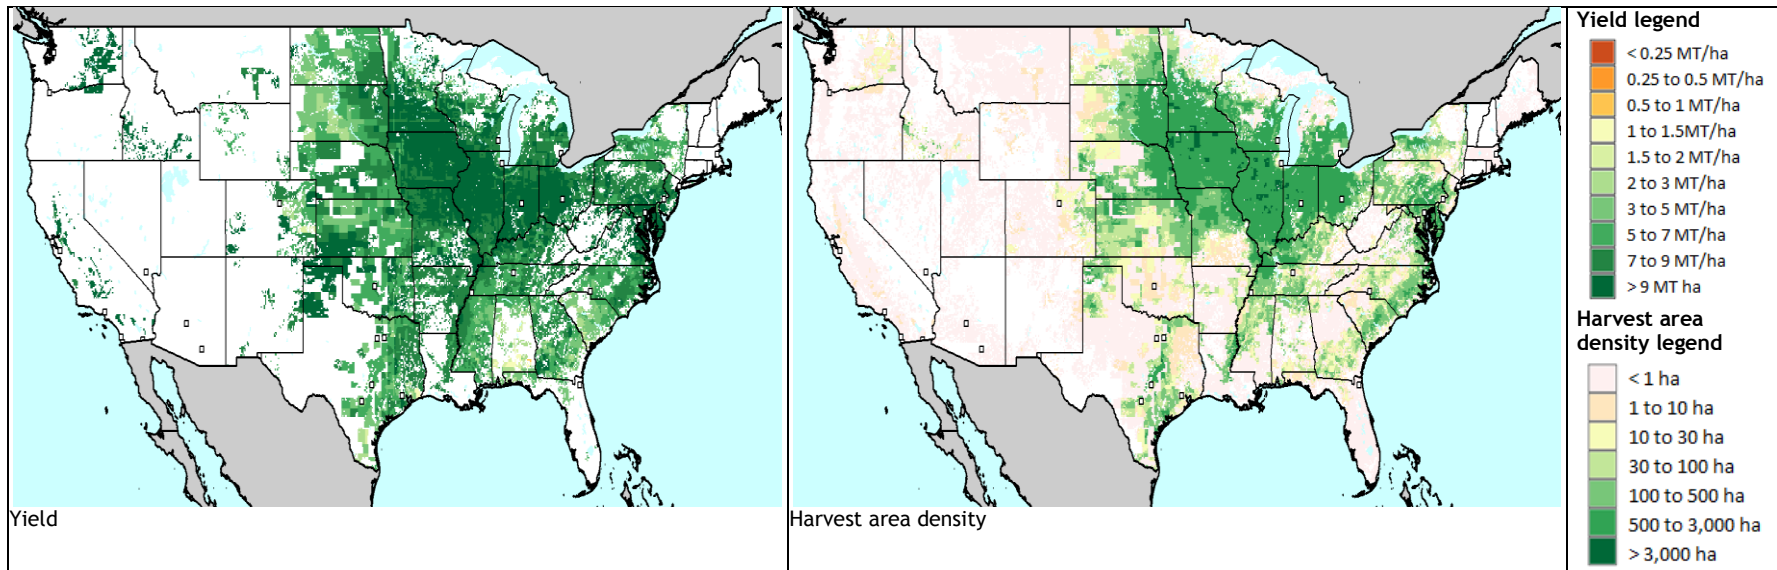 Yield
Harvest area density
Yield legend
< 0.25 MT/ha
0.25 to 0.5 MT/ha
0.5 to 1 MT/ha
1 to 1.5MT/ha
1.5 to 2 MT/ha
2 to 3 MT/ha
3 to 5 MT/ha
5 to 7 MT/ha
7 to 9 MT/ha
> 9 MT ha
Harvest area
density legend
< 1 ha
1 to 10 ha
10 to 30 ha
30 to 100 ha
100 to 500 ha
500 to 3,000 ha
> 3,000 ha